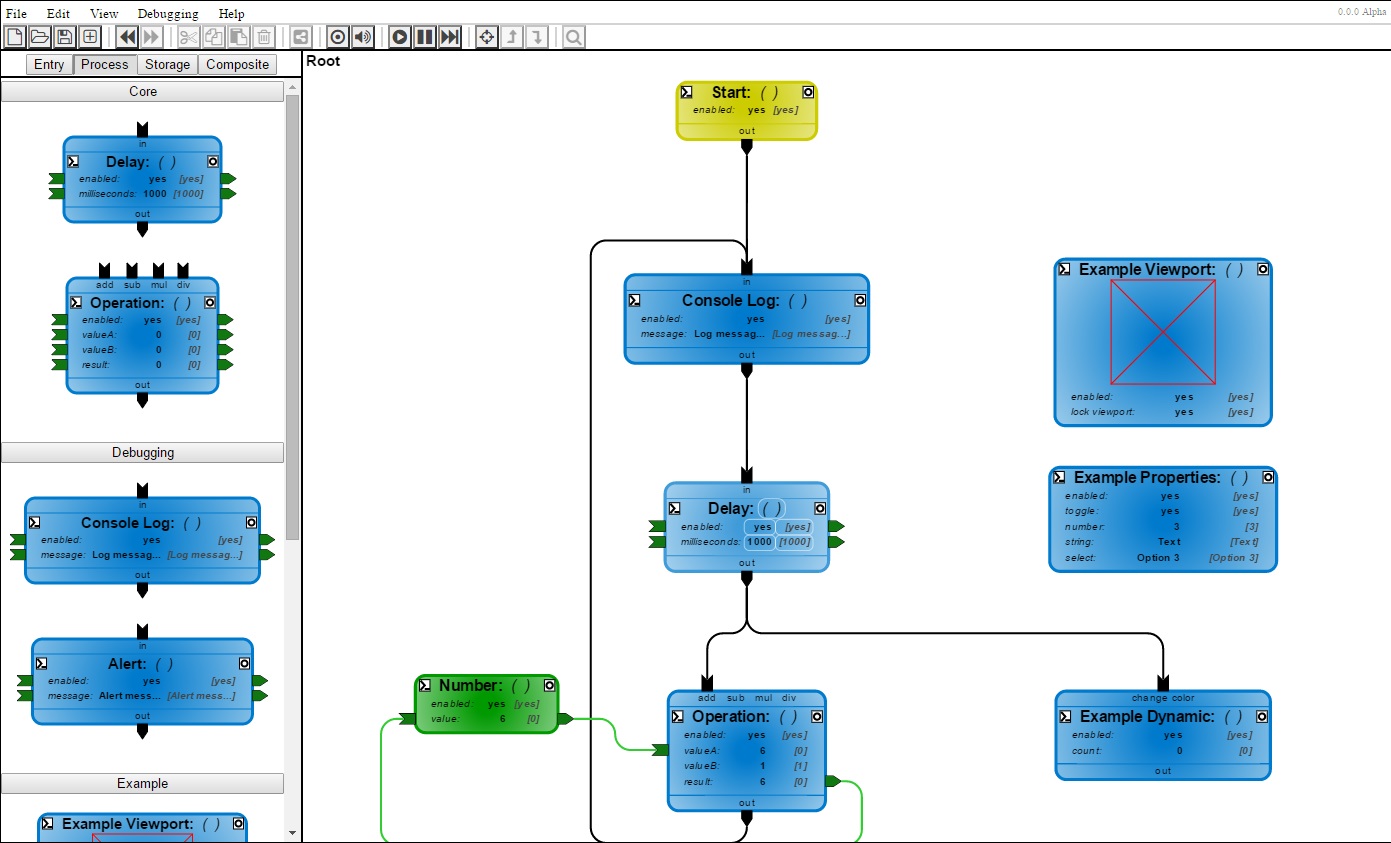 File Edit View Debugging Help
0.0.0 Alpha
Entry Process Storage Composite
Root
Core
in
Delay: ( )
enabled: yes [yes]
milliseconds: 1000 [1000]
out
add sub mul div
Operation: ( )
enabled: yes [yes]
valueA: 0 [0]
valueB: 0 [0]
result: 0 [0]
out
Debugging
in
Console Log: ( )
enabled: yes [yes]
message: Log messag... [Log messag...]
out
in
Alert: ( )
enabled: yes [yes]
message: Alert mess... [Alert mess...]
out
Example
Example Viewport: ( )
Start: ( )
enabled: yes [yes]
out
in
Console Log: ( )
enabled: yes [yes]
message: Log messag... [Log messag...]
out
Example Viewport: ( )
enabled: yes [yes]
lock viewport: yes [yes]
in
Delay: ( )
enabled: yes [yes]
milliseconds: 1000 [1000]
out
Example Properties: ( )
enabled: yes [yes]
toggle: yes [yes]
number: 3 [3]
string: Text [Text]
select: Option 3 [Option 3]
Number: ( )
enabled: yes [yes]
value: 6 [0]
add sub mul div
Operation: ( )
enabled: yes [yes]
valueA: 6 [0]
valueB: 1 [1]
result: 6 [0]
out
change color
Example Dynamic: ( )
enabled: yes [yes]
count: 0 [0]
out